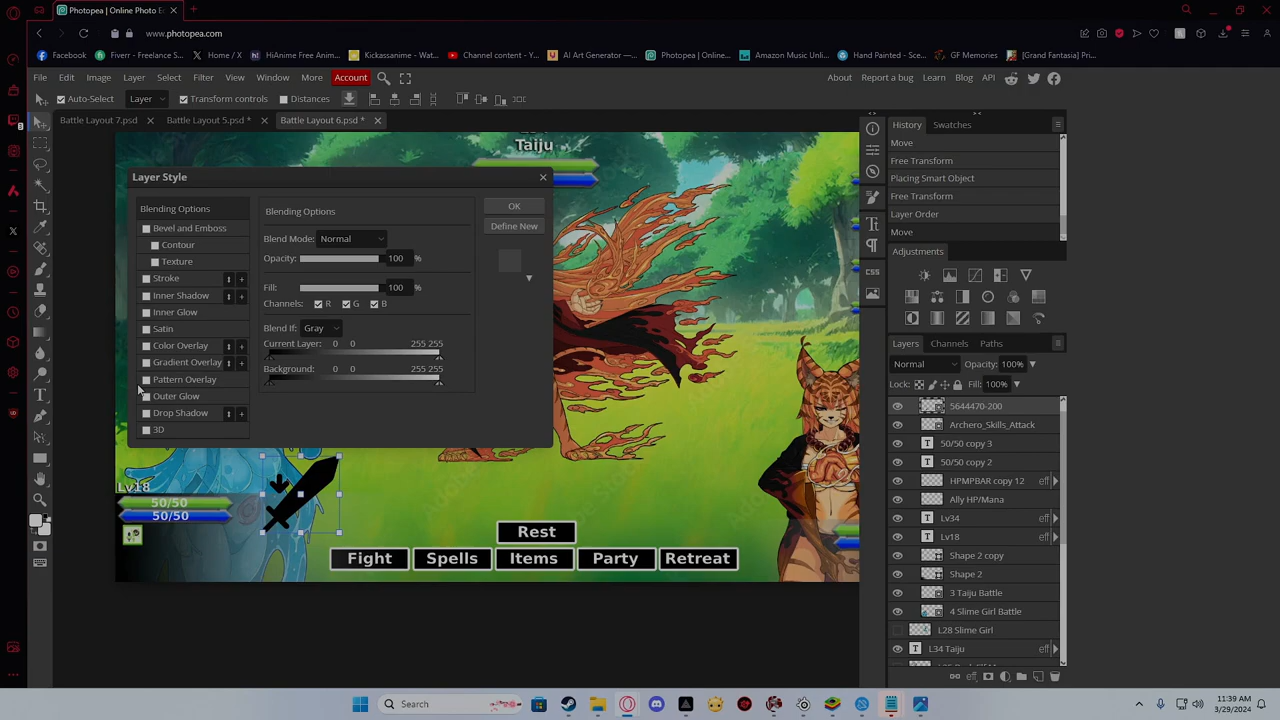 Photopea | Online Photo E
www.photopea.com
Facebook
Fiverr - Freelance S...
Home / X
HiAnime Free Anim...
Kickassanime - Wat...
Channel content - Y...
AI Art Generator —...
Photopea | Online...
Amazon Music Unlin...
Hand Painted - Sce...
GF Memories
[Grand Fantasia] Pri...
File Edit Image Layer Select Filter View Window More Account
About Report a bug Learn Blog API
Auto-Select Layer Transform controls Distances
Battle Layout 7.psd
Battle Layout 5.psd *
Battle Layout 6.psd *
Taiju
Layer Style
Blending Options
Bevel and Emboss
Contour
Texture
Stroke
Inner Shadow
Inner Glow
Satin
Color Overlay
Gradient Overlay
Pattern Overlay
Outer Glow
Drop Shadow
3D
Blending Options
Blend Mode: Normal
Opacity: 100 %
Fill: 100 %
Channels: R G B
Blend If: Gray
Current Layer: 0 0 255 255
Background: 0 0 255 255
OK
Define New
Lv18
50/50
50/50
Rest
Fight
Spells
Items
Party
Retreat
History Swatches
Move
Free Transform
Placing Smart Object
Free Transform
Layer Order
Move
Adjustments
CSS
Layers Channels Paths
Normal Opacity: 100%
Lock: Fill: 100%
5644470-200
Archero_Skills_Attack
50/50 copy 3
50/50 copy 2
HPMPBAR copy 12 eff
Ally HP/Mana
Lv34 eff
Lv18 eff
Shape 2 copy
Shape 2
3 Taiju Battle
4 Slime Girl Battle
L28 Slime Girl
L34 Taiju eff
eff
Search
11:39 AM
3/29/2024